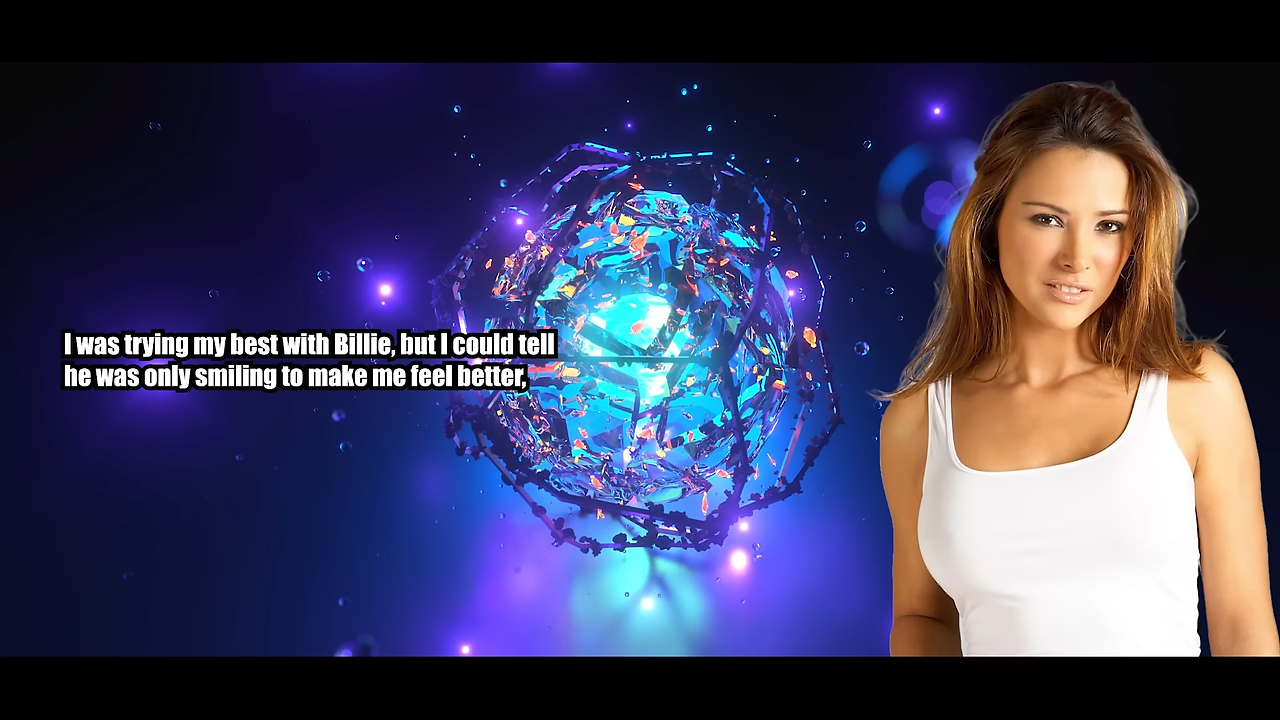 I was trying my best with Billie, but I could tell
he was only smiling to make me feel better,